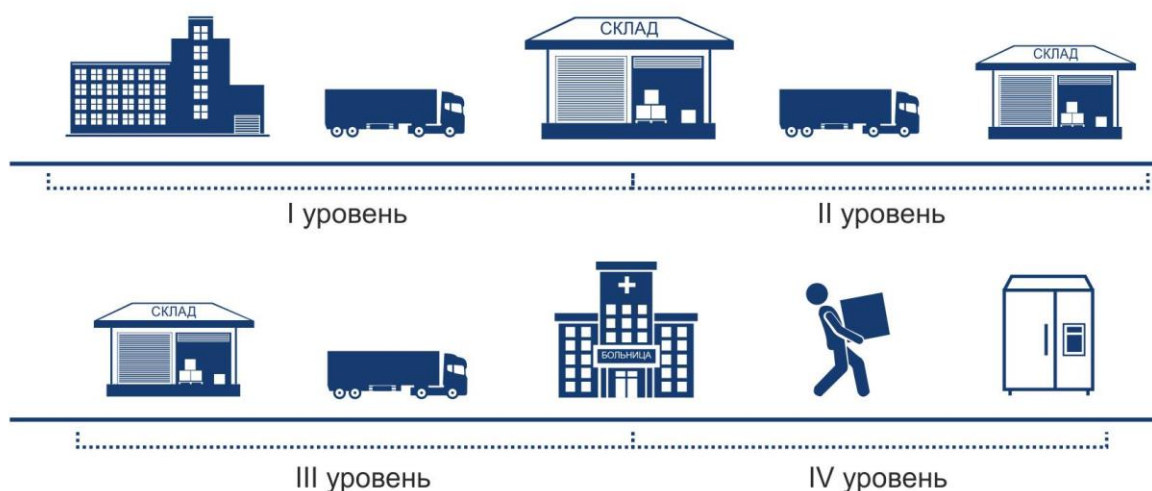 СКЛАД
СКЛАД
I уровень
II уровень
СКЛАД
БОЛЬНИЦА
III уровень
IV уровень